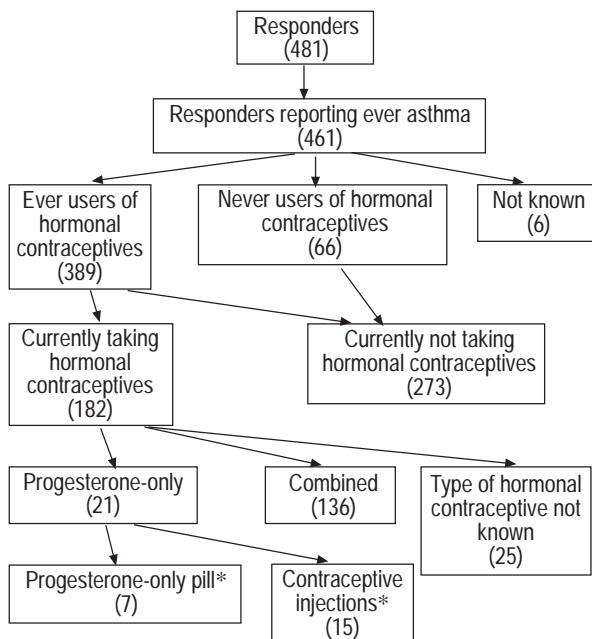 Responders
(481)
Responders reporting ever asthma
(461)
Ever users of
hormonal
contraceptives
(389)
Never users of hormonal
contraceptives
(66)
Not known
(6)
Currently taking
hormonal
contraceptives
(182)
Currently not taking
hormonal contraceptives
(273)
Progesterone-only
(21)
Combined
(136)
Type of hormonal
contraceptive not
known
(25)
Progesterone-only pill*
(7)
Contraceptive
injections*
(15)